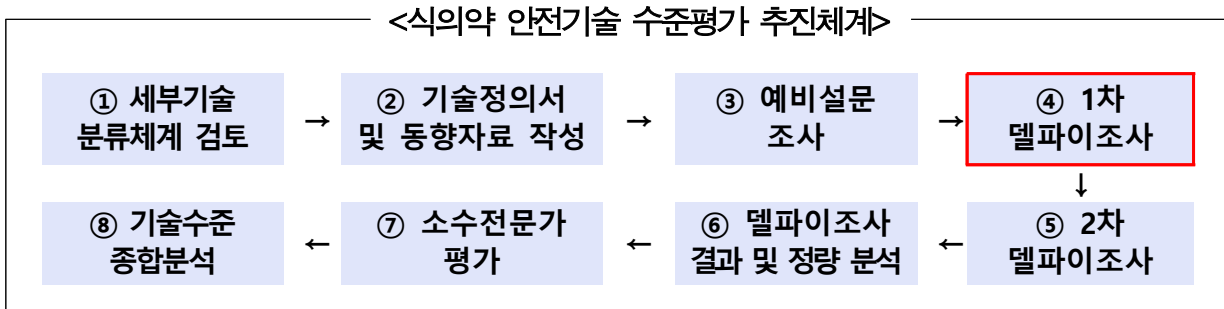 <식의약 안전기술 수준평가 추진체계>
① 세부기술
분류체계 검토
→
② 기술정의서
및 동향자료 작성
→
③ 예비설문
조사
→
④ 1차
델파이조사
↓
⑧ 기술수준
종합분석
←
⑦ 소수전문가
평가
←
⑥ 델파이조사
결과 및 정량 분석
←
⑤ 2차
델파이조사